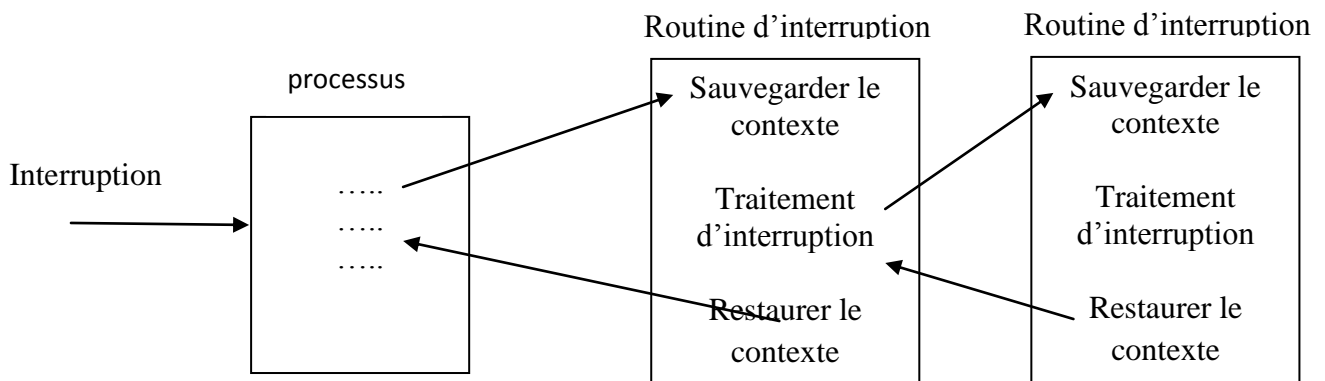 Routine d’interruption
Routine d’interruption
processus
Interruption
…..
…..
…..
Sauvegarder le
contexte
Traitement
d’interruption
Restaurer le
contexte
Sauvegarder le
contexte
Traitement
d’interruption
Restaurer le
contexte